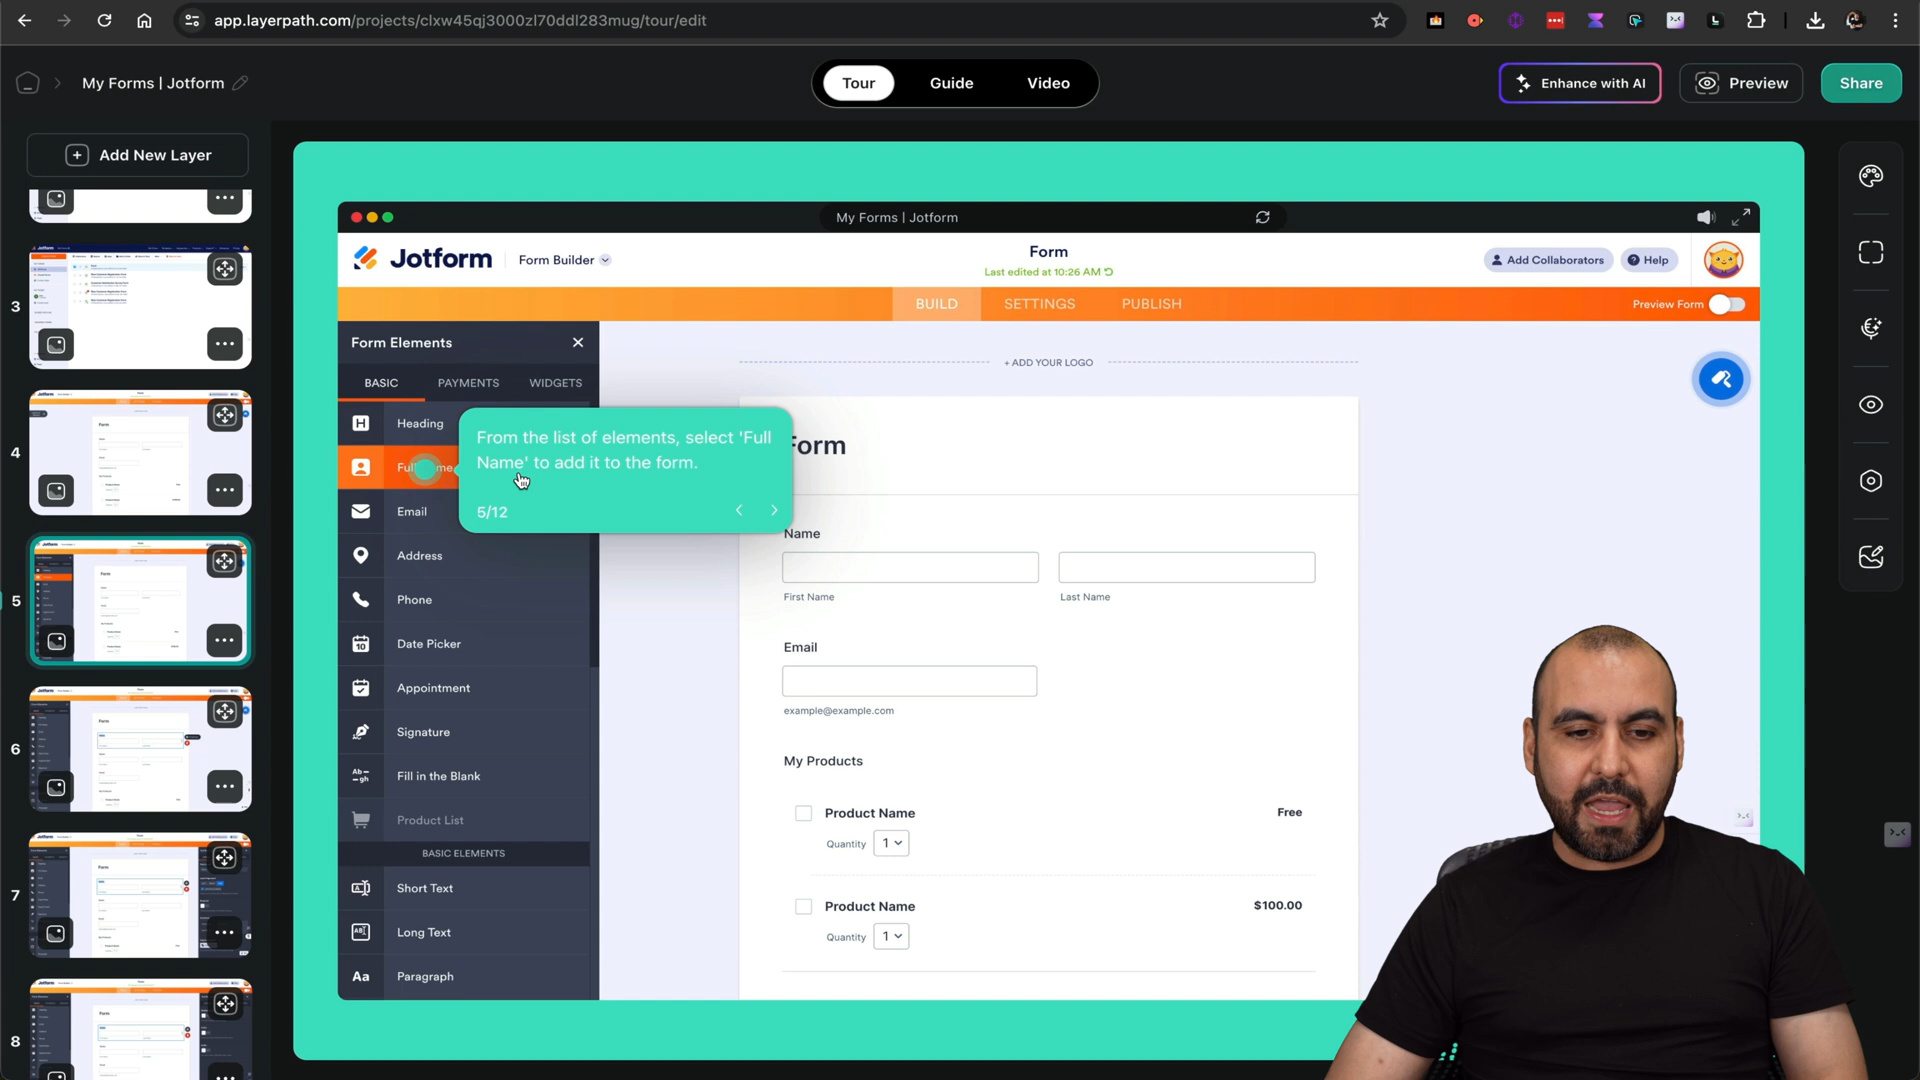 app.layerpath.com/projects/clxw45qj3000zl70ddl283mug/tour/edit
My Forms | Jotform
Tour
Guide
Video
Enhance with AI
Preview
Share
Add New Layer
3
4
5
6
7
8
My Forms | Jotform
Jotform
Form Builder
Form
Last edited at 10:26 AM
Add Collaborators
Help
BUILD
SETTINGS
PUBLISH
Preview Form
Form Elements
BASIC
PAYMENTS
WIDGETS
Heading
Email
Address
Phone
Date Picker
Appointment
Signature
Fill in the Blank
Product List
BASIC ELEMENTS
Short Text
Long Text
Paragraph
From the list of elements, select 'Full
Name' to add it to the form.
5/12
+ ADD YOUR LOGO
Form
Name
First Name
Last Name
Email
example@example.com
My Products
Product Name
Free
Quantity
1
Product Name
$100.00
Quantity
1